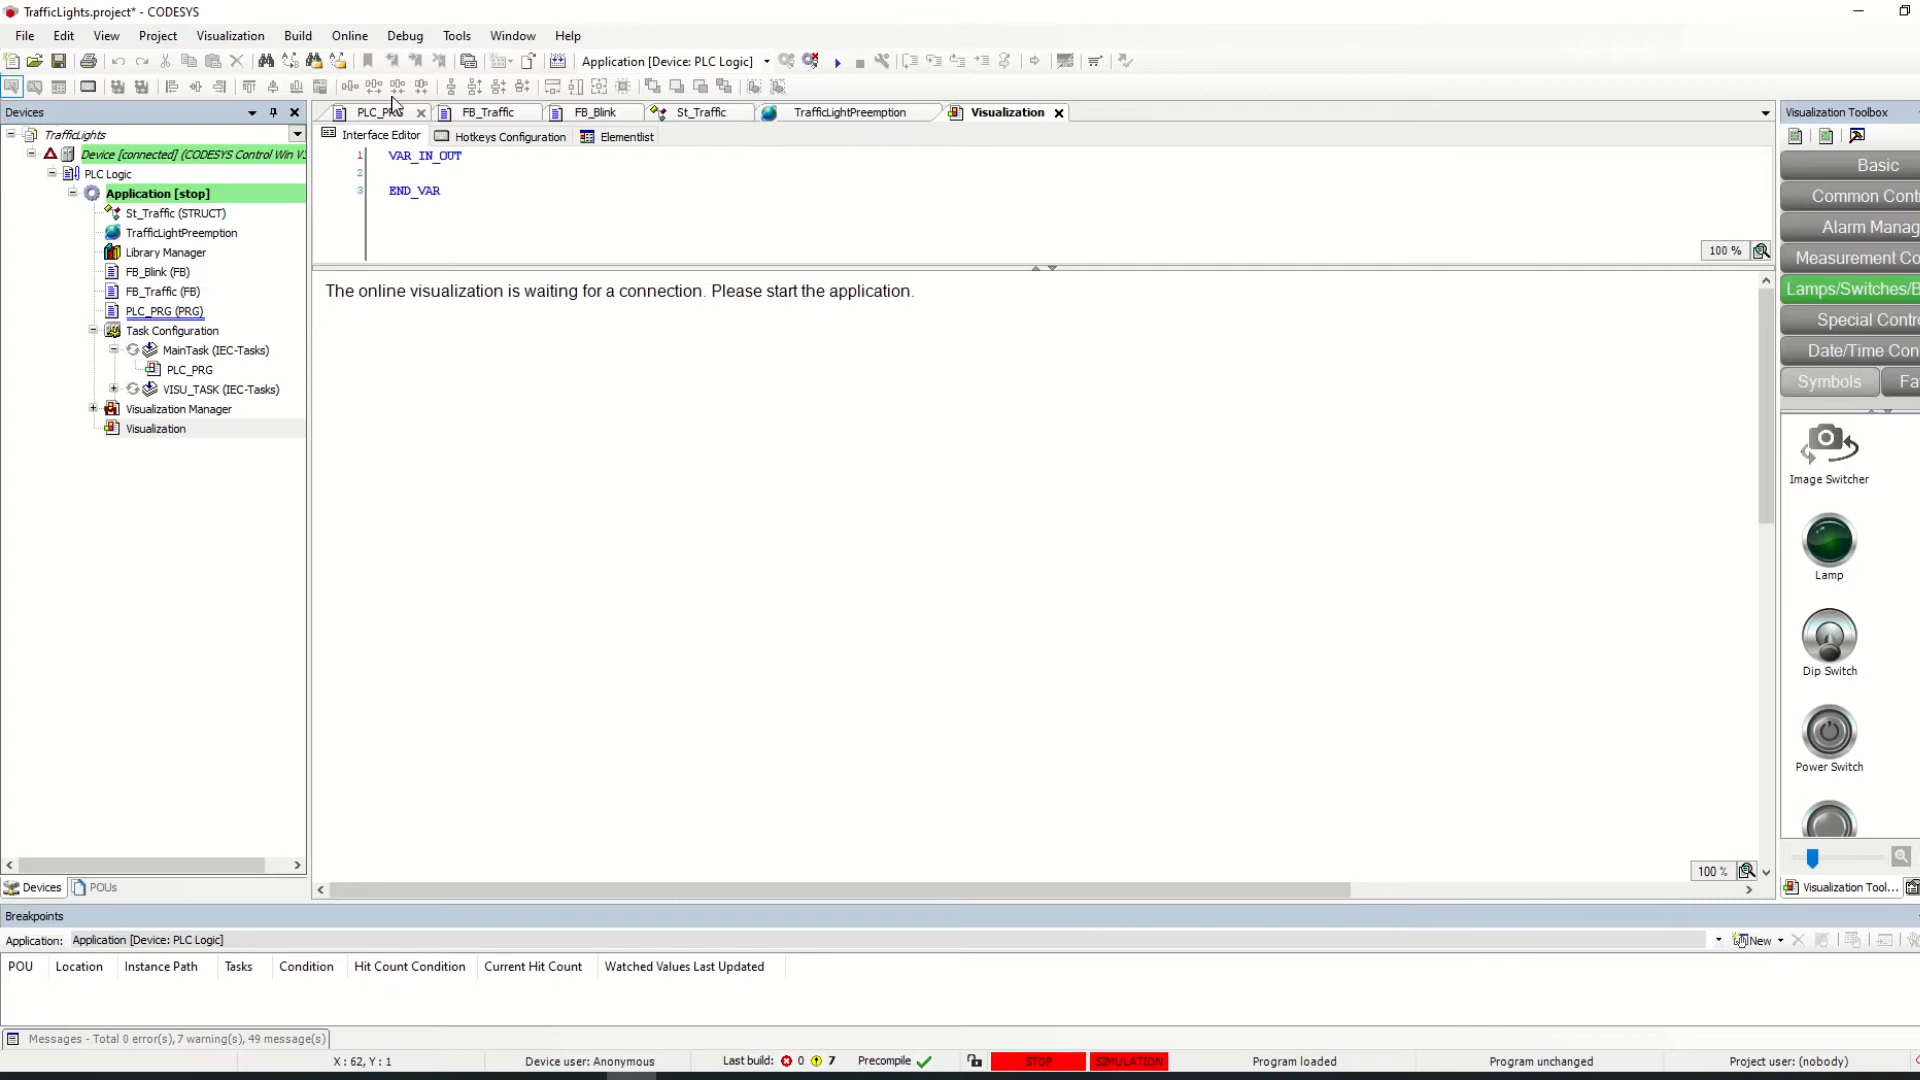 TrafficLights.project* - CODESYS
File Edit View Project Visualization Build Online Debug Tools Window Help
Application [Device: PLC Logic]
Devices
TrafficLights
Device [connected] (CODESYS Control Win V3
PLC Logic
Application [stop]
St_Traffic (STRUCT)
TrafficLightPreemption
Library Manager
FB_Blink (FB)
FB_Traffic (FB)
PLC_PRG (PRG)
Task Configuration
MainTask (IEC-Tasks)
PLC_PRG
VISU_TASK (IEC-Tasks)
Visualization Manager
Visualization
Devices POUs
PLC_PRG FB_Traffic FB_Blink St_Traffic TrafficLightPreemption Visualization
Interface Editor Hotkeys Configuration Elementlist
1 VAR_IN_OUT
2
3 END_VAR
100 %
The online visualization is waiting for a connection. Please start the application.
100 %
Visualization Toolbox
Basic
Common Cont
Alarm Manag
Measurement Co
Lamps/Switches/B
Special Contr
Date/Time Con
Symbols Fa
Image Switcher
Lamp
Dip Switch
Power Switch
Visualization Tool...
Breakpoints
Application: Application [Device: PLC Logic] New
POU Location Instance Path Tasks Condition Hit Count Condition Current Hit Count Watched Values Last Updated
Messages - Total 0 error(s), 7 warning(s), 49 message(s)
X : 62, Y : 1 Device user: Anonymous Last build: 0 7 Precompile STOP SIMULATION Program loaded Program unchanged Project user: (nobody)